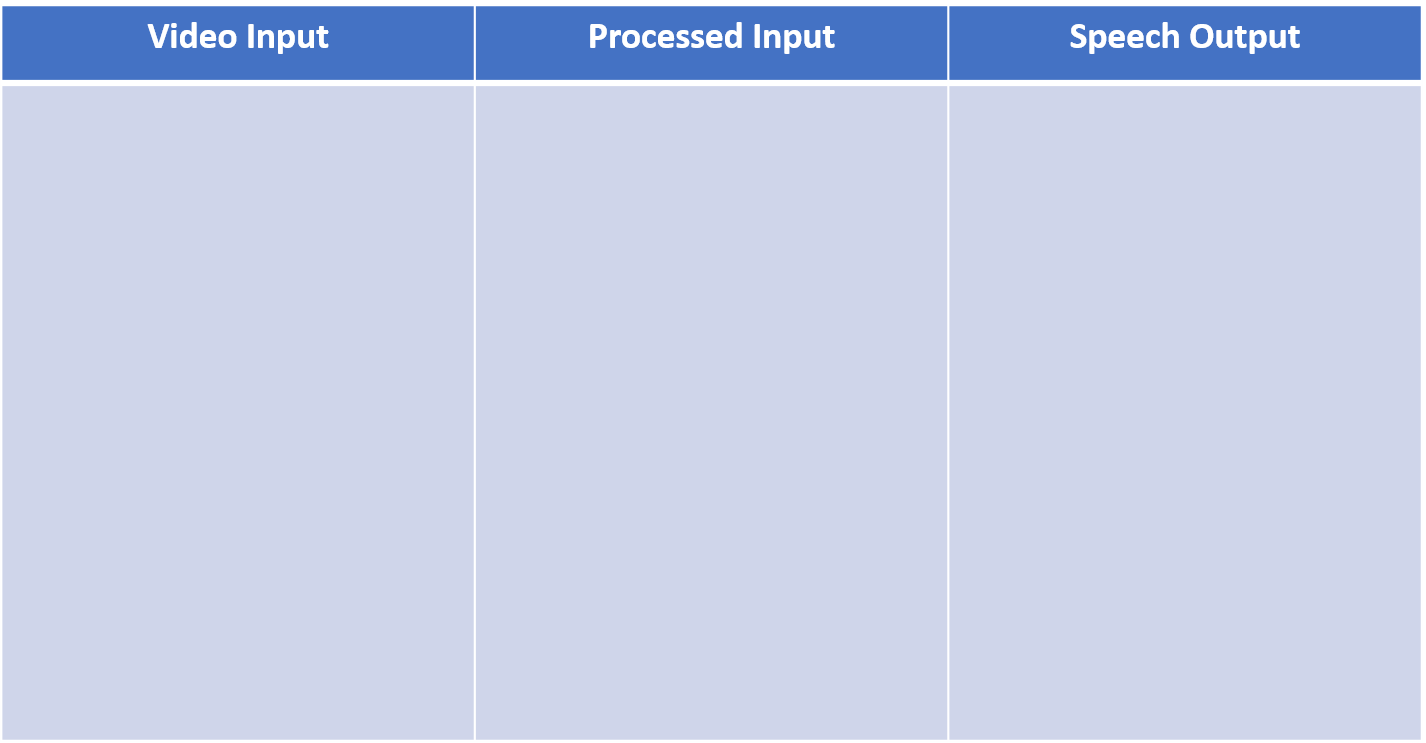 Video Input
Processed Input
Speech Output